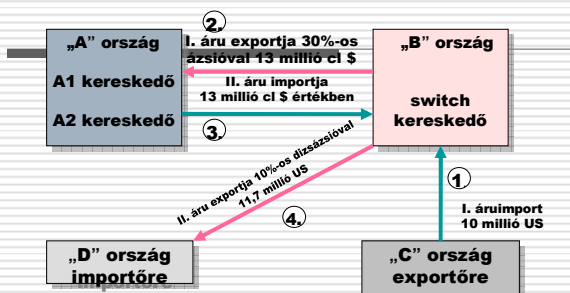 2.
„A” ország
A1 kereskedő
A2 kereskedő
I. áru exportja 30%-os
ázsióval 13 millió cl $
II. áru importja
13 millió cl $ értékben
3.
„B” ország
switch
kereskedő
II. áru exportja 10%-os dizsázsióval
11,7 millió US
4.
1
I. áruimport
10 millió US
„D” ország
importőre
„C” ország
exportőre